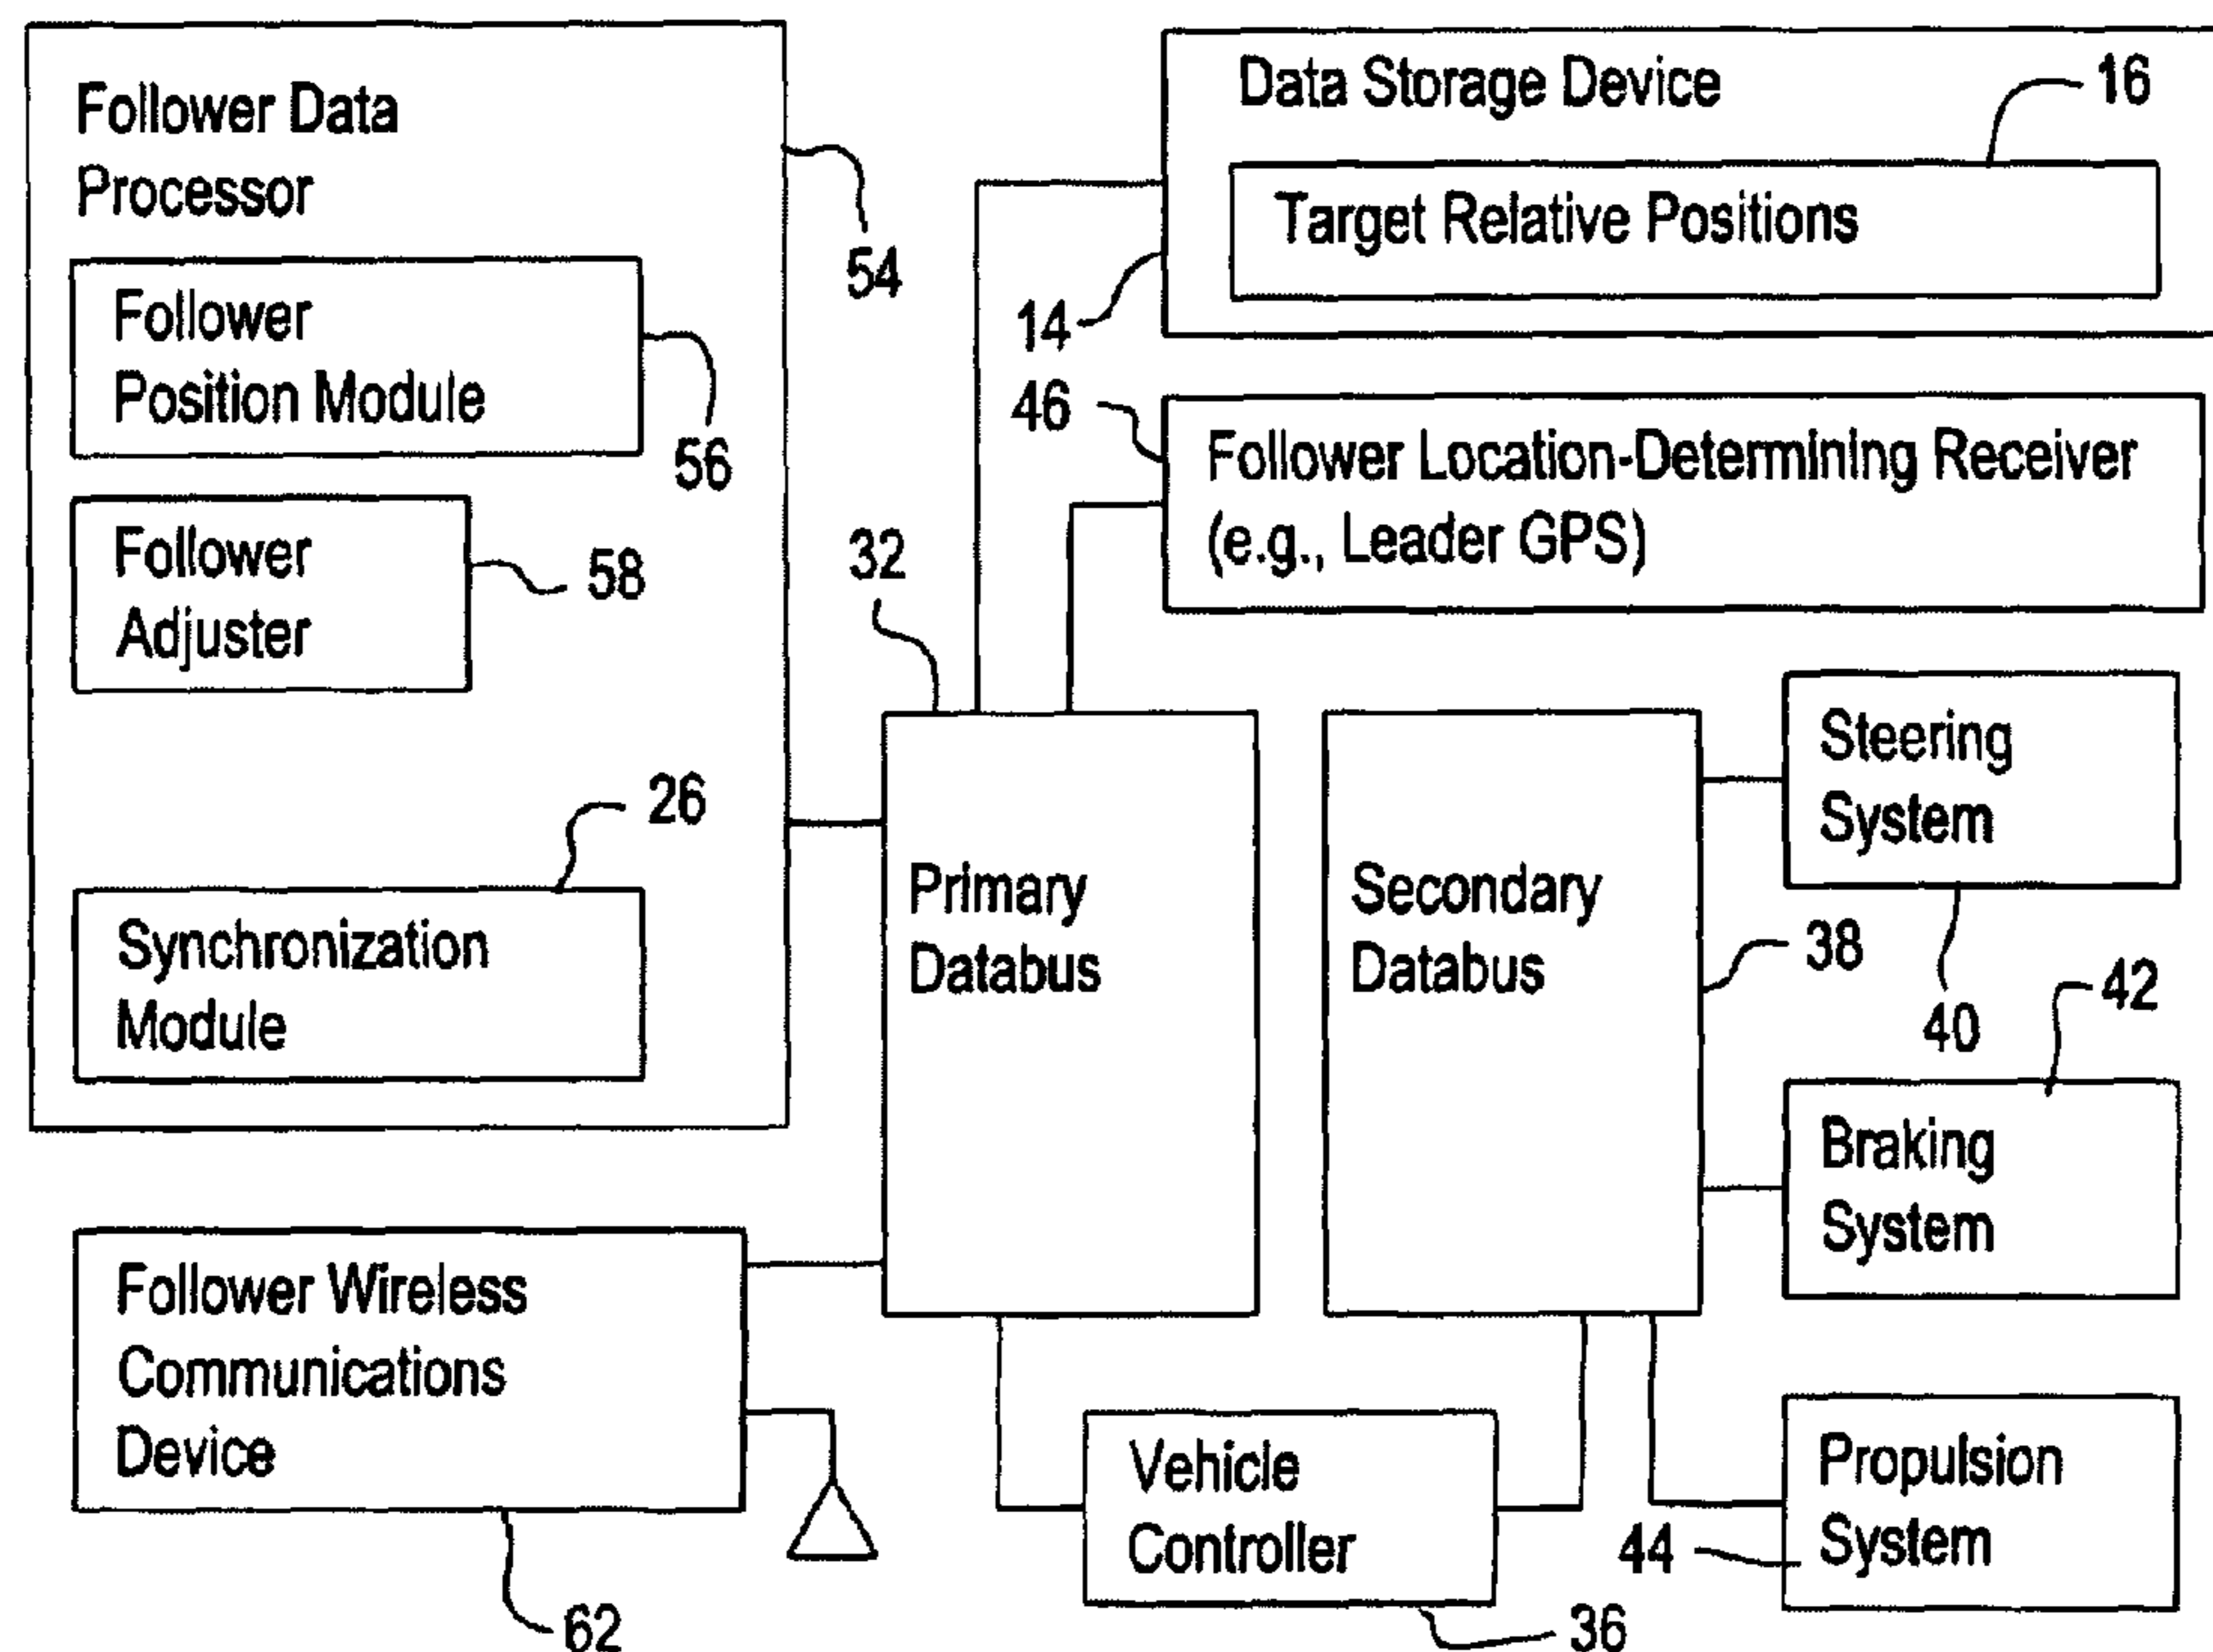 Follower Data
Processor
54
Follower
Position Module
56
Follower
Adjuster
58
26
Synchronization
Module
Data Storage Device
16
Target Relative Positions
14
46
Follower Location-Determining Receiver
(e.g., Leader GPS)
32
Primary
Databus
Secondary
Databus
38
Steering
System
40
42
Braking
System
Follower Wireless
Communications
Device
62
Vehicle
Controller
36
Propulsion
System
44